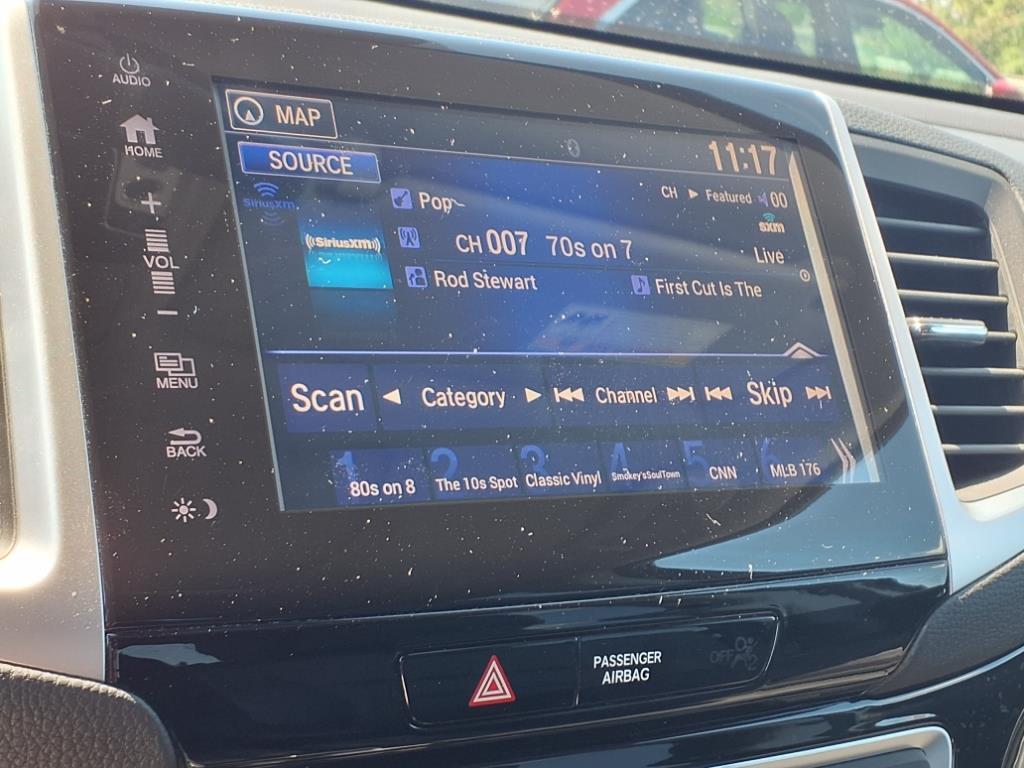 AUDIO
MAP
11:17
HOME
SOURCE
CH ▶ Featured 00
SiriusXM
Pop
sxm
VOL
((SiriusXM))
CH 007 70s on 7
Live
Rod Stewart
First Cut Is The
MENU
Scan ◀ Category ▶ Channel Skip
BACK
1 2 3 4 5 6
80s on 8 The 10s Spot Classic Vinyl Smokey'sSoulTown CNN MLB 176
PASSENGER
AIRBAG
OFF
2